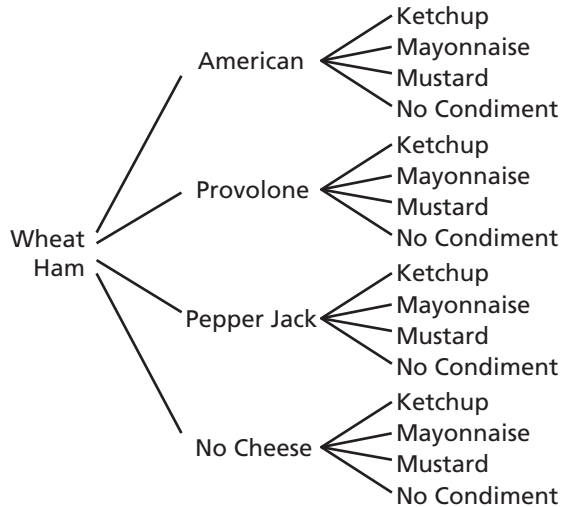 Wheat
Ham
American
Ketchup
Mayonnaise
Mustard
No Condiment
Provolone
Ketchup
Mayonnaise
Mustard
No Condiment
Pepper Jack
Ketchup
Mayonnaise
Mustard
No Condiment
No Cheese
Ketchup
Mayonnaise
Mustard
No Condiment